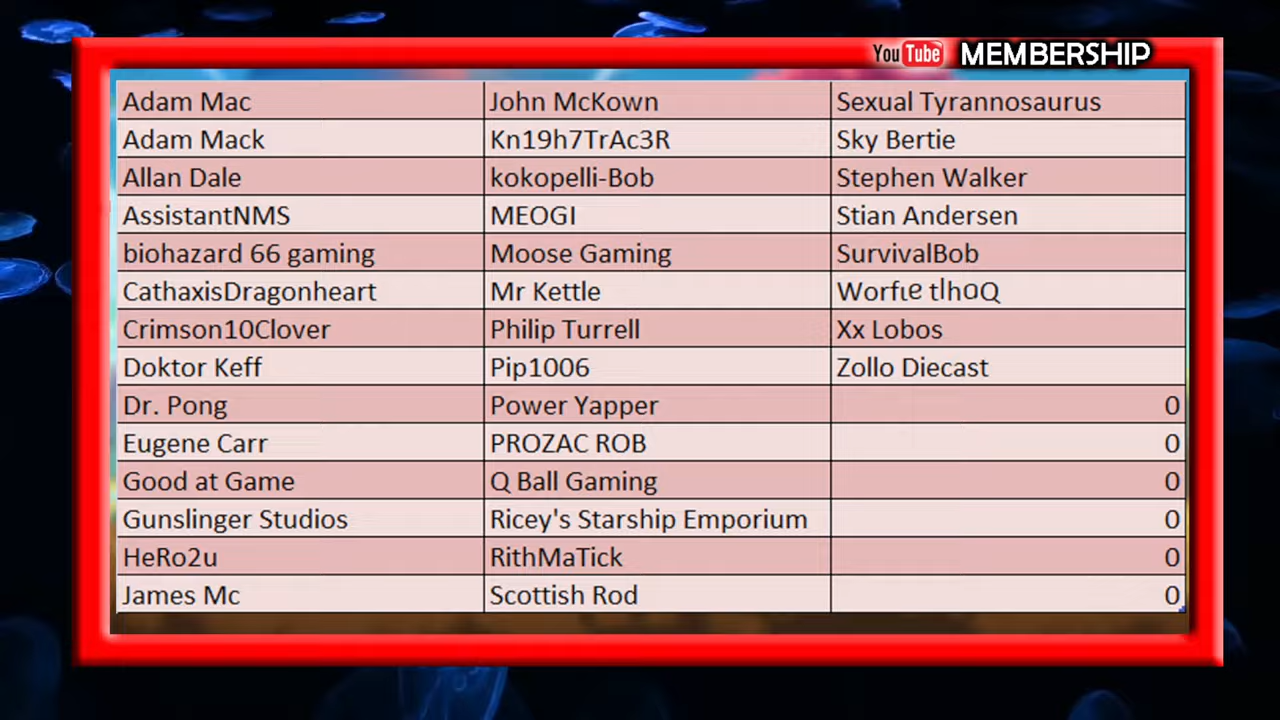 YouTube MEMBERSHIP
Adam Mac John McKown Sexual Tyrannosaurus
Adam Mack Kn19h7TrAc3R Sky Bertie
Allan Dale kokopelli-Bob Stephen Walker
AssistantNMS MEOGI Stian Andersen
biohazard 66 gaming Moose Gaming SurvivalBob
CathaxisDragonheart Mr Kettle
Crimson10Clover Philip Turrell Xx Lobos
Doktor Keff Pip1006 Zollo Diecast
Dr. Pong Power Yapper 0
Eugene Carr PROZAC ROB 0
Good at Game Q Ball Gaming 0
Gunslinger Studios Ricey's Starship Emporium 0
HeRo2u RithMaTick 0
James Mc Scottish Rod 0